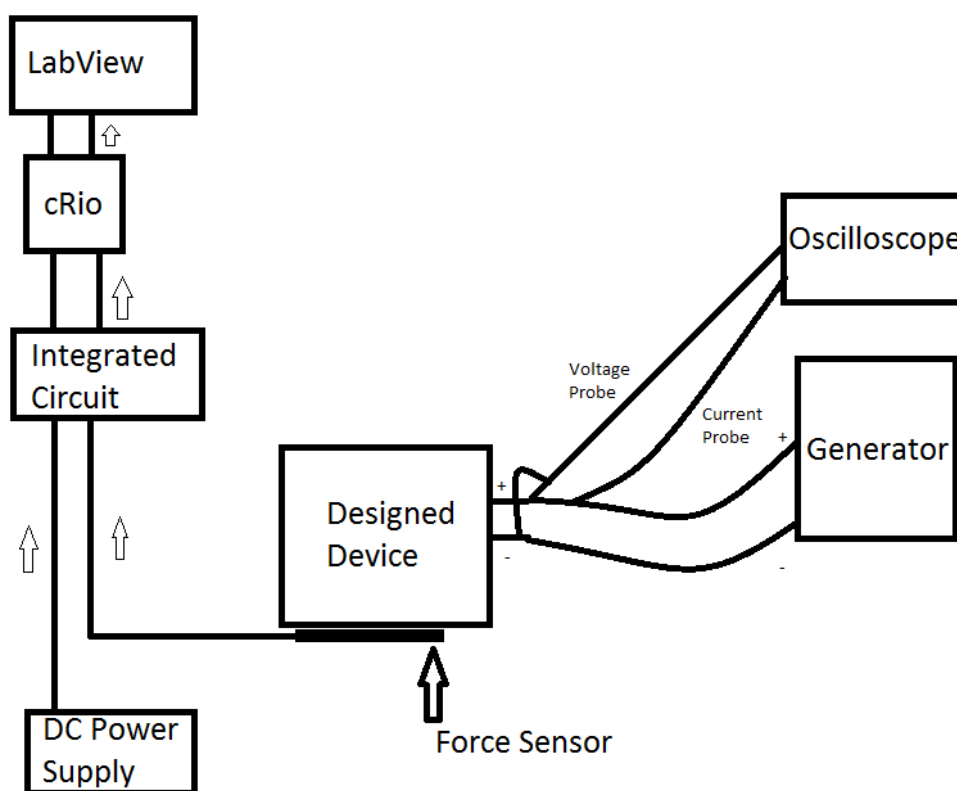 LabView
cRio
Integrated
Circuit
DC Power
Supply
Designed
Device
+
-
Force Sensor
Voltage
Probe
Current
Probe
+
-
Oscilloscope
Generator